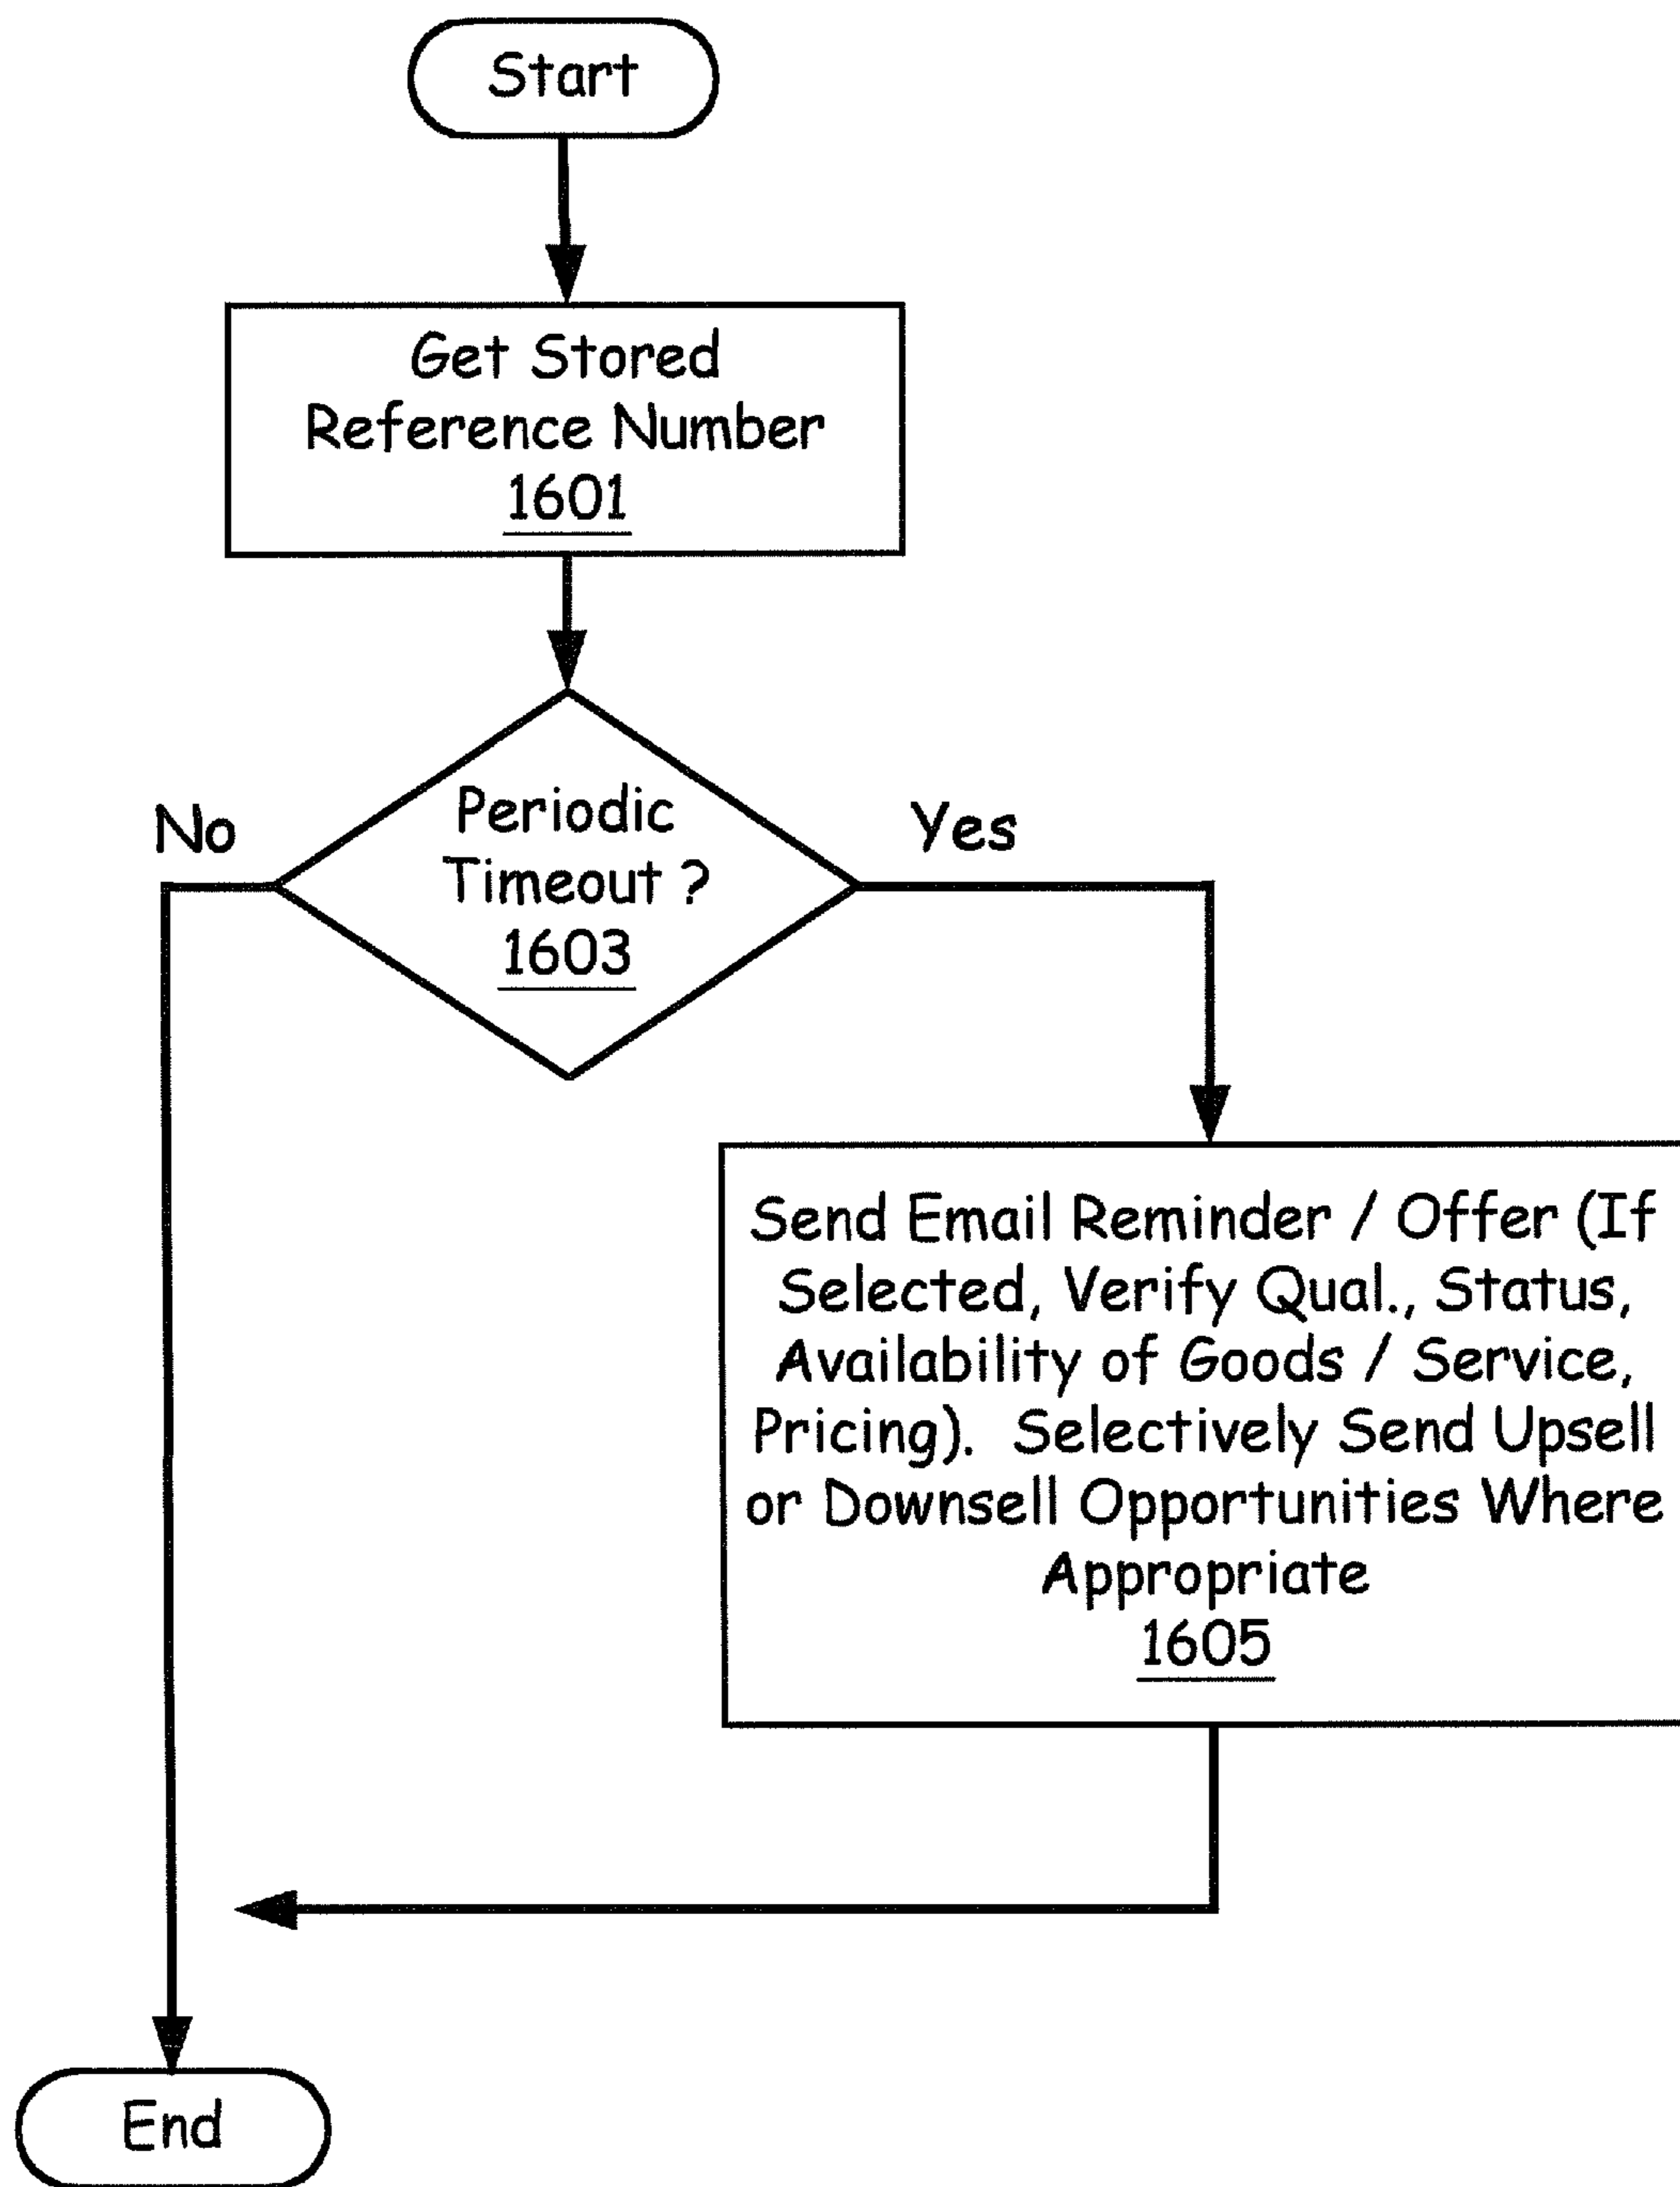 Start
Get Stored
Reference Number
1601
Periodic
Timeout ?
1603
No
Yes
Send Email Reminder / Offer (If
Selected, Verify Qual., Status,
Availability of Goods / Service,
Pricing).  Selectively Send Upsell
or Downsell Opportunities Where
Appropriate
1605
End